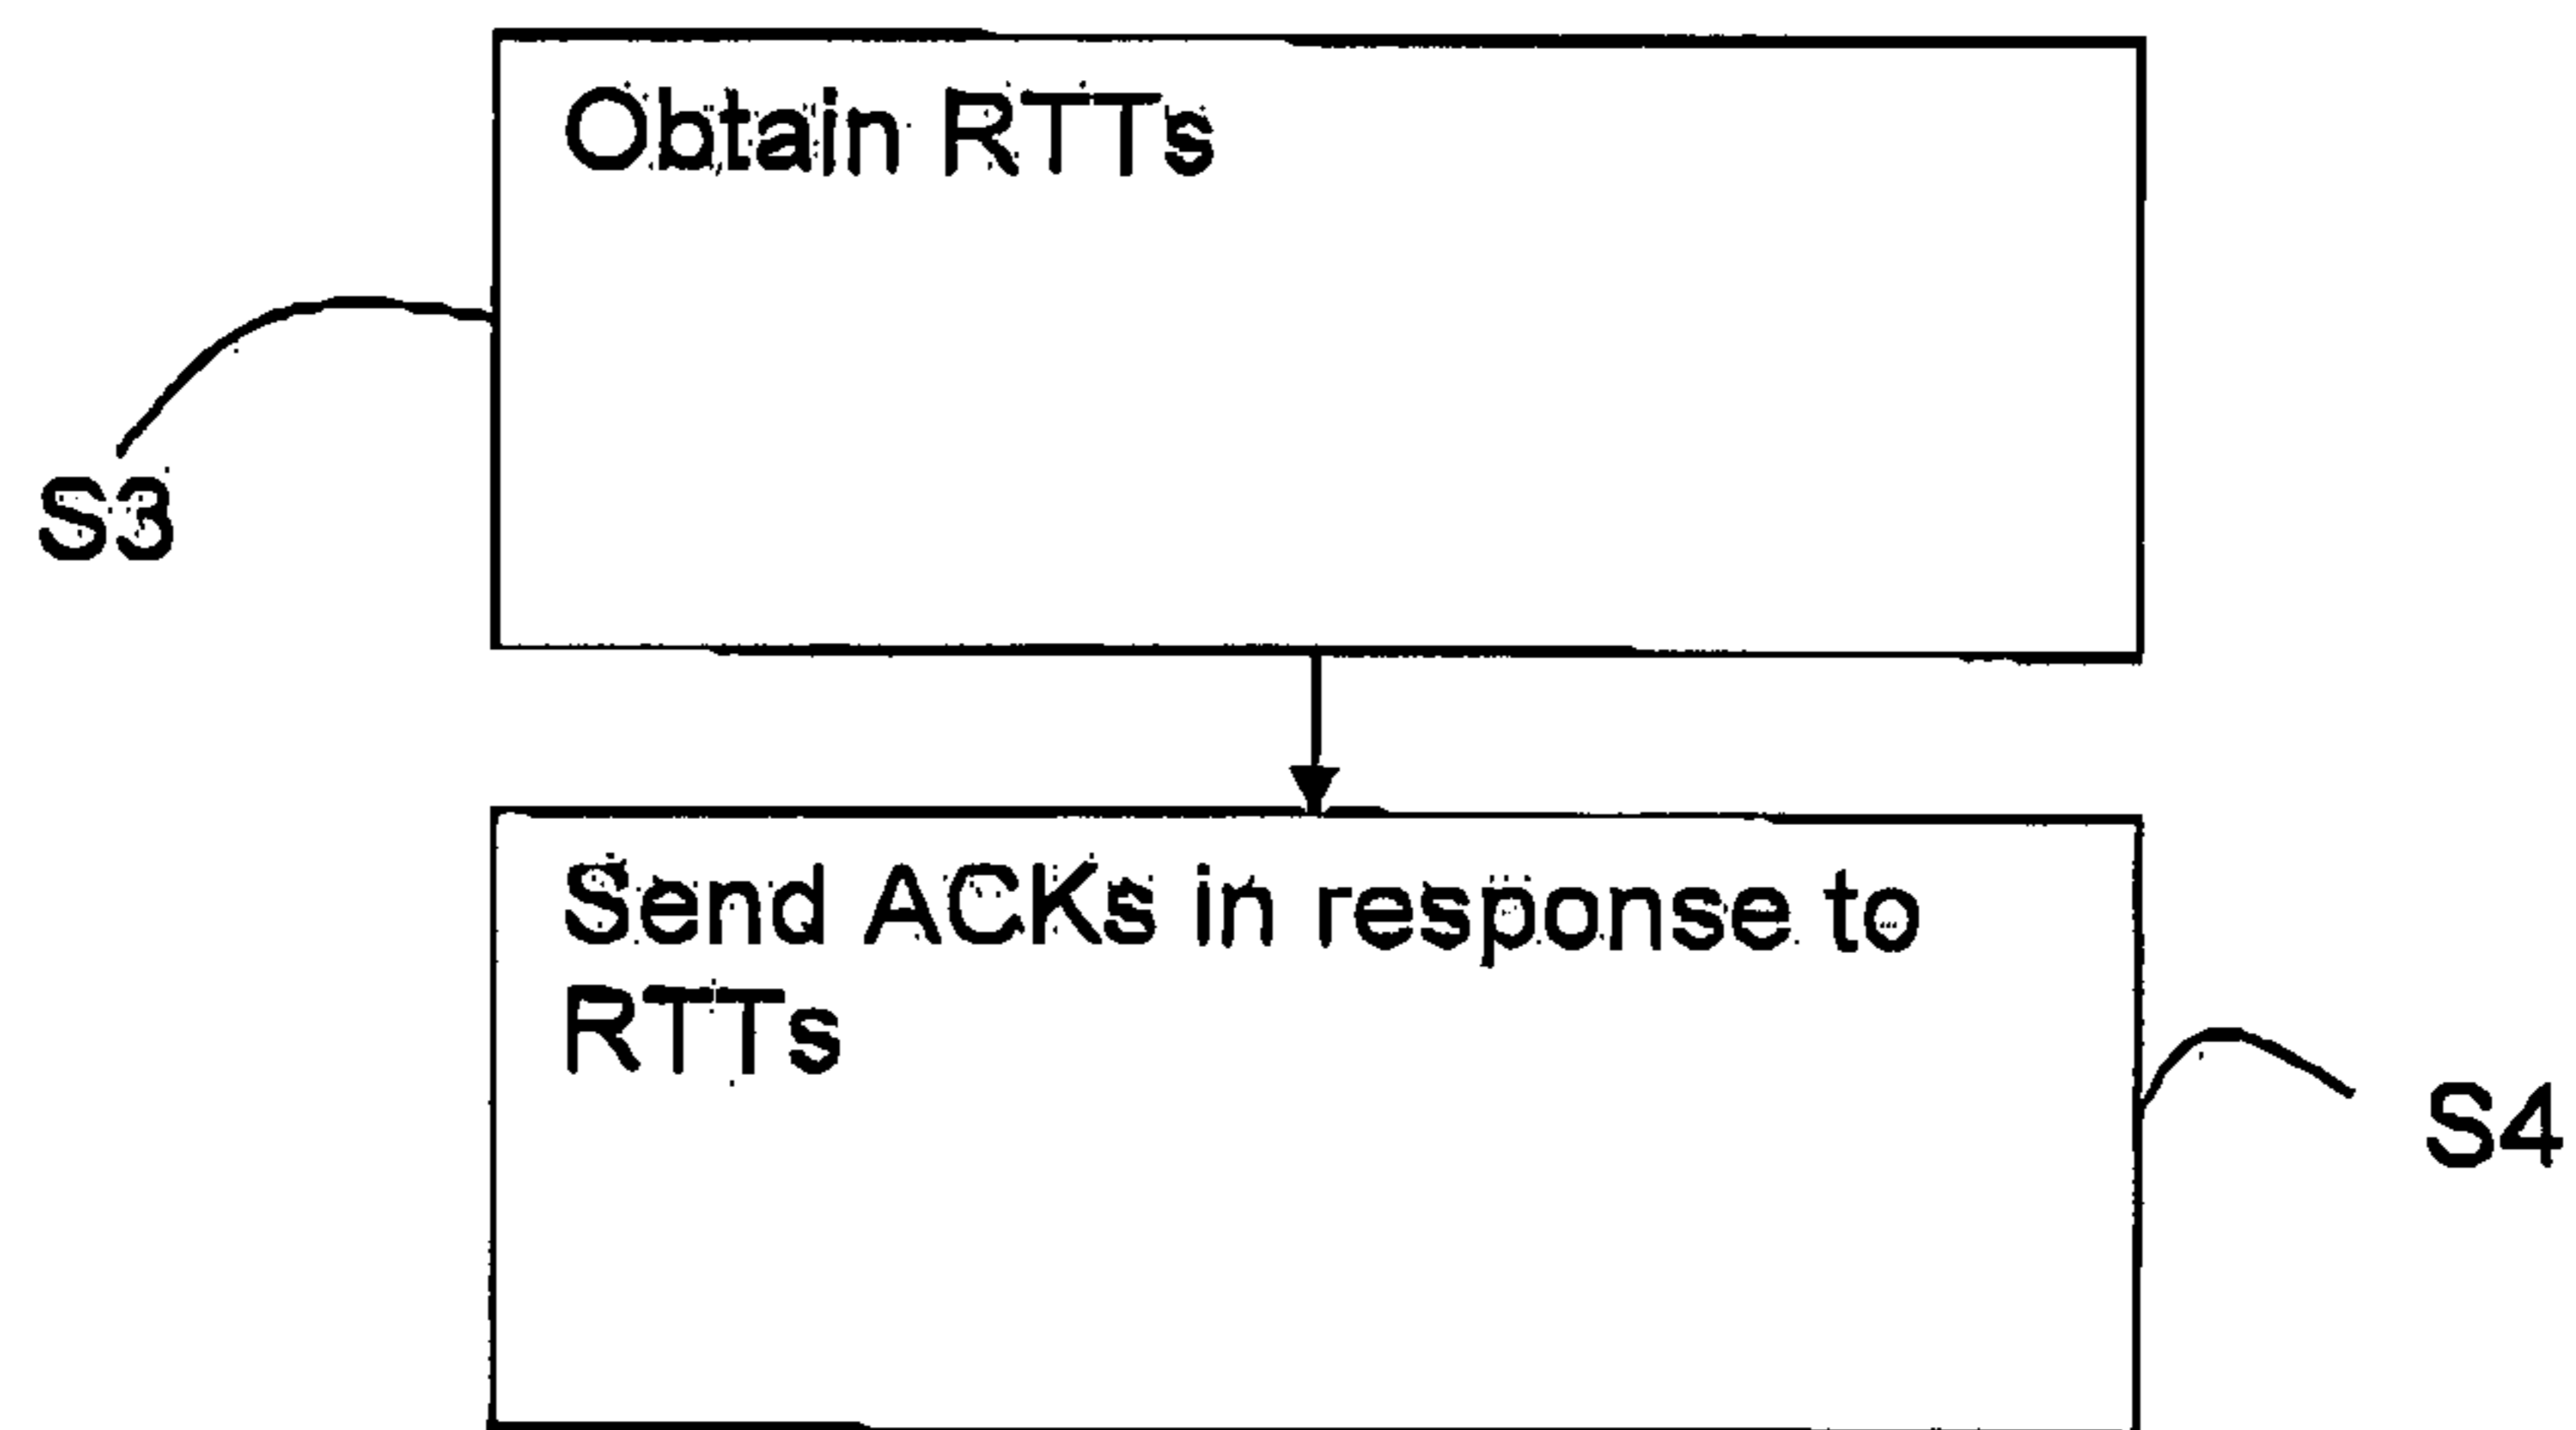 Obtain RTTs
S3
Send ACKs in response to
RTTs
S4